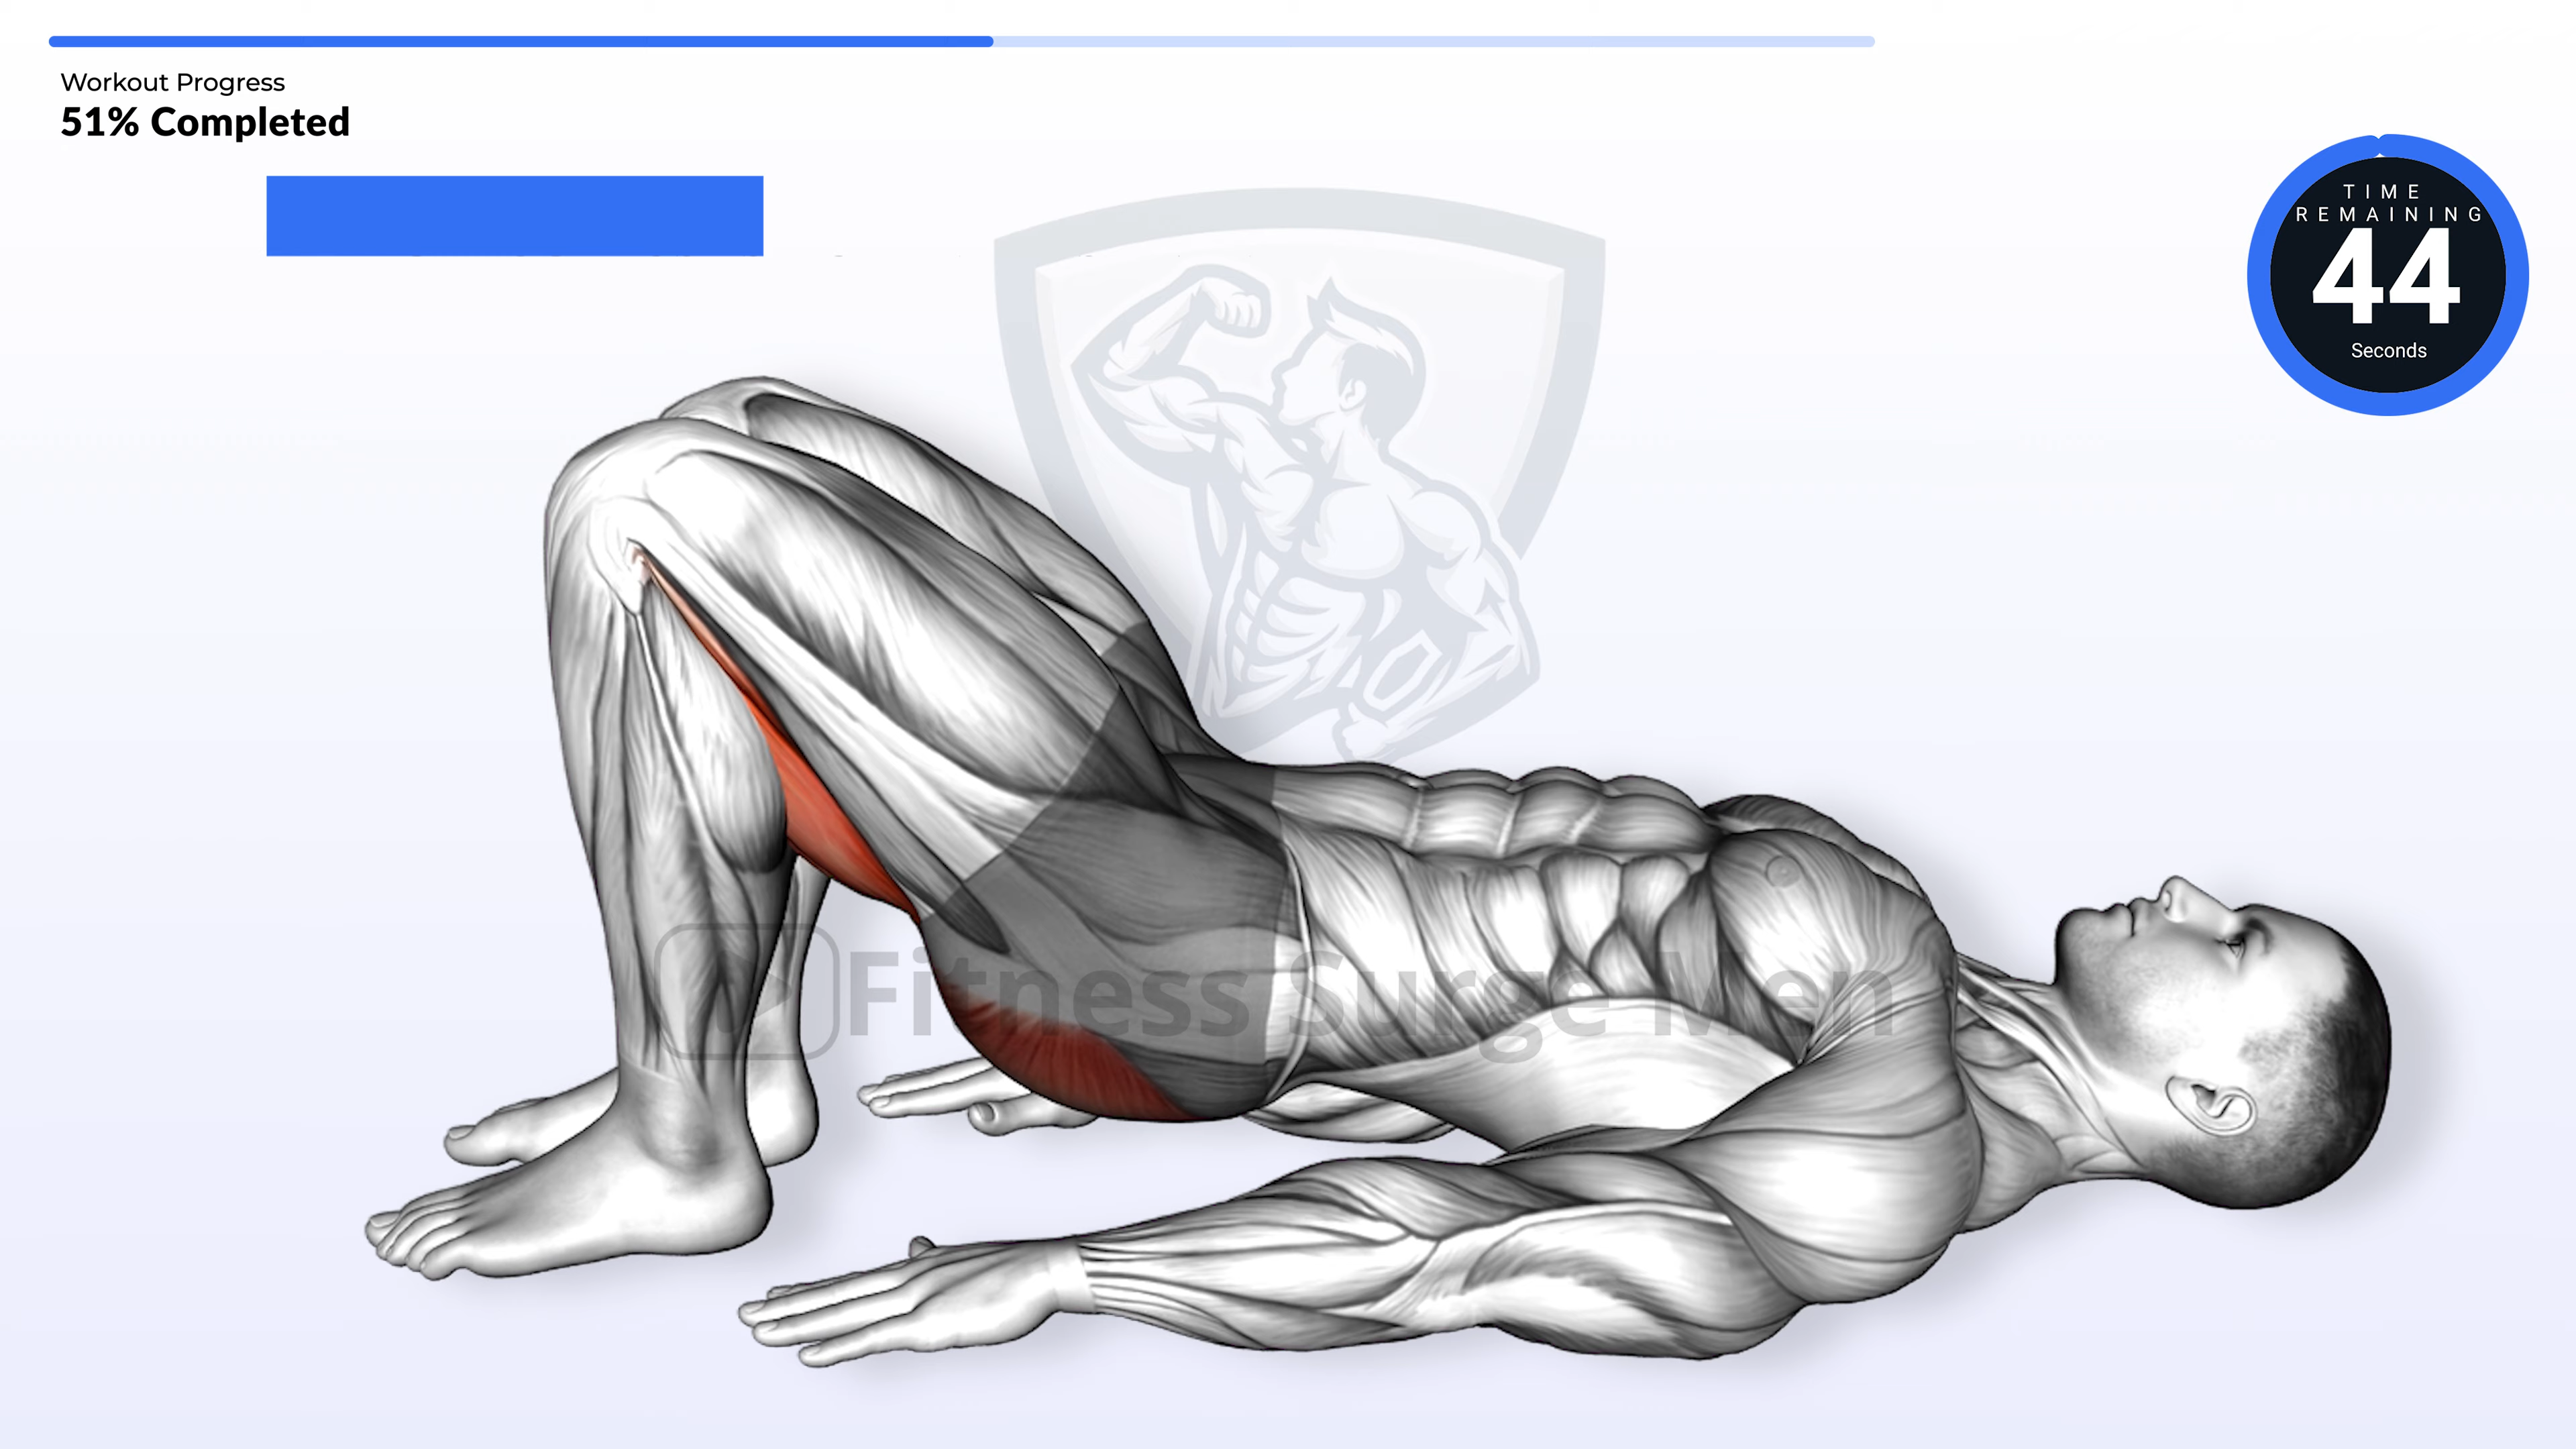 Workout Progress
51% Completed
TIME
REMAINING
44
Seconds
Fitness Surge Men